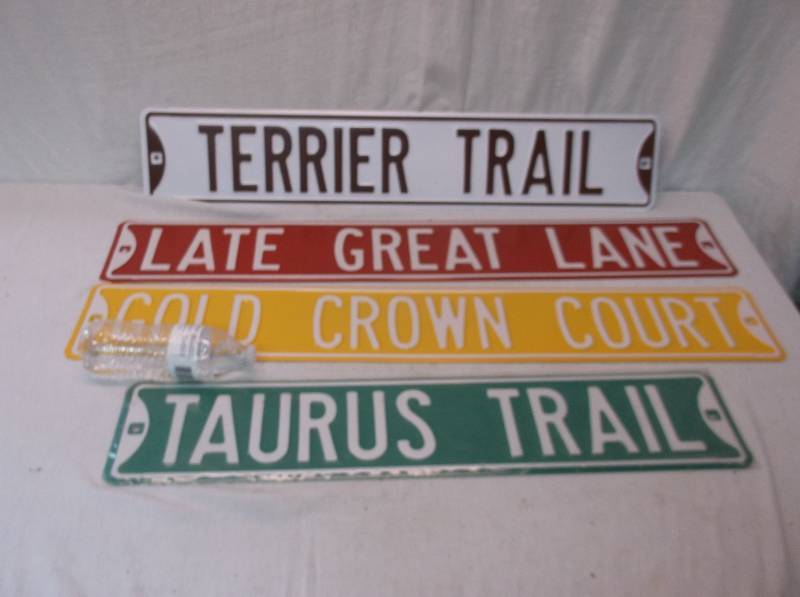 TERRIER TRAIL
LATE GREAT LANE
GOLD CROWN COURT
TAURUS TRAIL